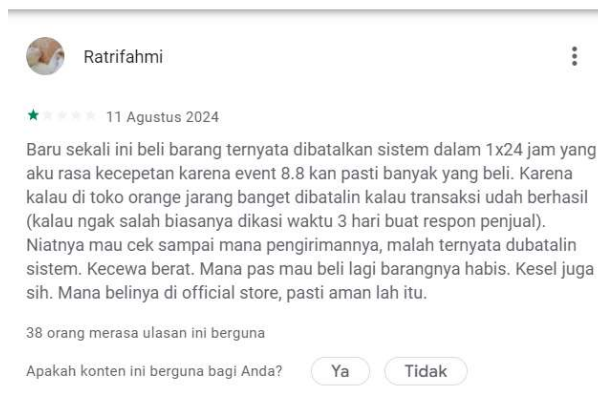 Ratrifahmi
11 Agustus 2024
Baru sekali ini beli barang ternyata dibatalkan sistem dalam 1x24 jam yang
aku rasa kecepetan karena event 8.8 kan pasti banyak yang beli. Karena
kalau di toko orange jarang banget dibatalin kalau transaksi udah berhasil
(kalau ngak salah biasanya dikasi waktu 3 hari buat respon penjual).
Niatnya mau cek sampai mana pengirimannya, malah ternyata dubatalin
sistem. Kecewa berat. Mana pas mau beli lagi barangnya habis. Kesel juga
sih. Mana belinya di official store, pasti aman lah itu.
38 orang merasa ulasan ini berguna
Apakah konten ini berguna bagi Anda? Ya Tidak